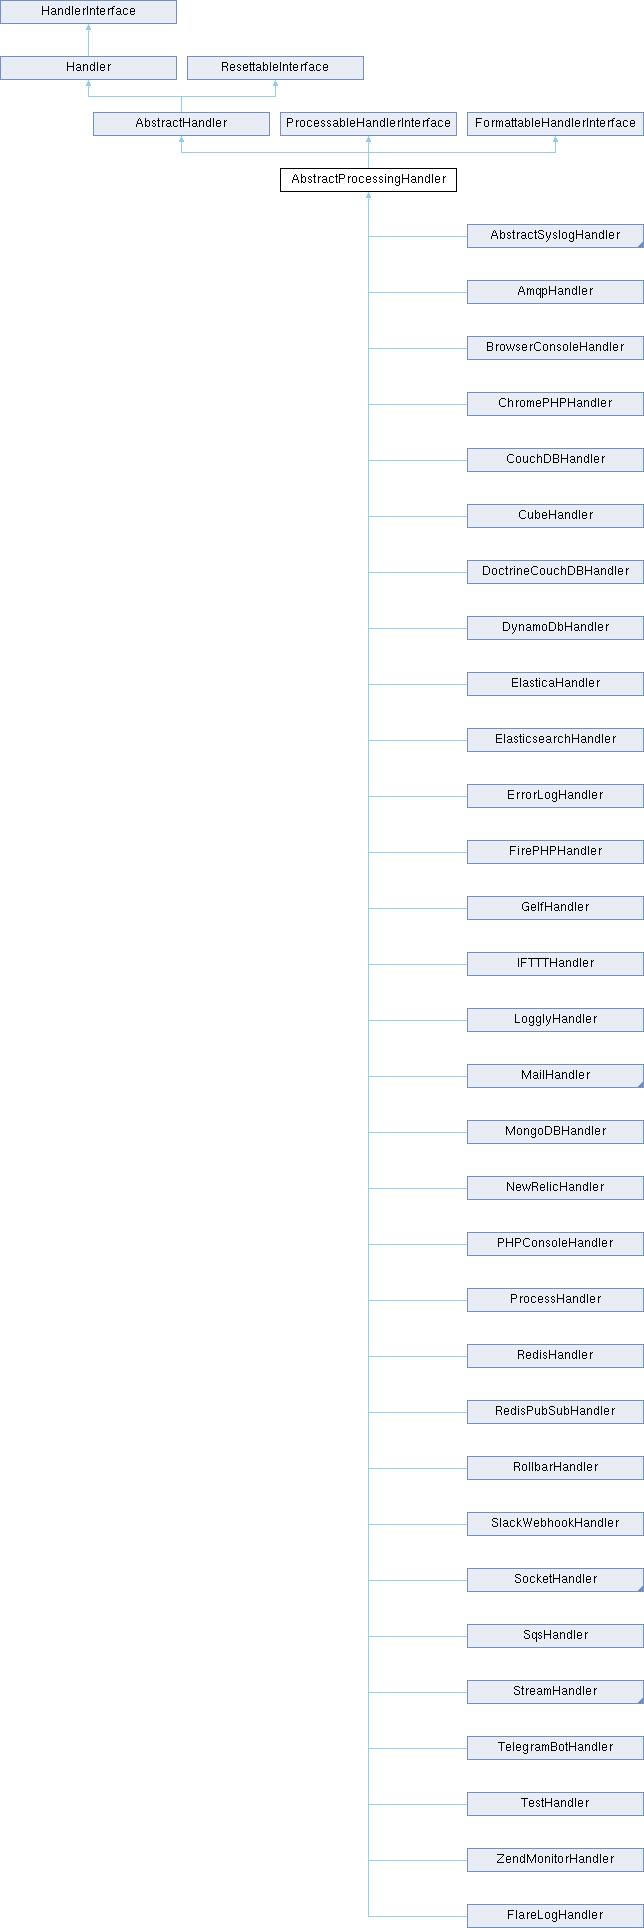 HandlerInterface
Handler
ResettableInterface
AbstractHandler
ProcessableHandlerInterface
FormattableHandlerInterface
AbstractProcessingHandler
AbstractSyslogHandler
AmqpHandler
BrowserConsoleHandler
ChromePHPHandler
CouchDBHandler
CubeHandler
DoctrineCouchDBHandler
DynamoDbHandler
ElasticaHandler
ElasticsearchHandler
ErrorLogHandler
FirePHPHandler
GelfHandler
IFTTTHandler
LogglyHandler
MailHandler
MongoDBHandler
NewRelicHandler
PHPConsoleHandler
ProcessHandler
RedisHandler
RedisPubSubHandler
RollbarHandler
SlackWebhookHandler
SocketHandler
SqsHandler
StreamHandler
TelegramBotHandler
TestHandler
ZendMonitorHandler
FlareLogHandler